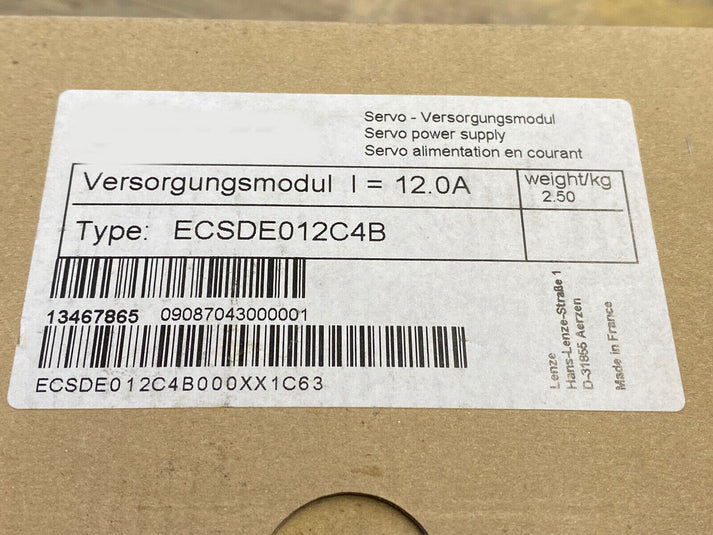 Servo - Versorgungsmodul
Servo power supply
Servo alimentation en courant
Versorgungsmodul I = 12.0A
weight/kg
2.50
Type: ECSDE012C4B
13467865 09087043000001
ECSDE012C4B000XX1C63
Lenze
Hans-Lenze-Straße 1
D-31855 Aerzen
Made in France